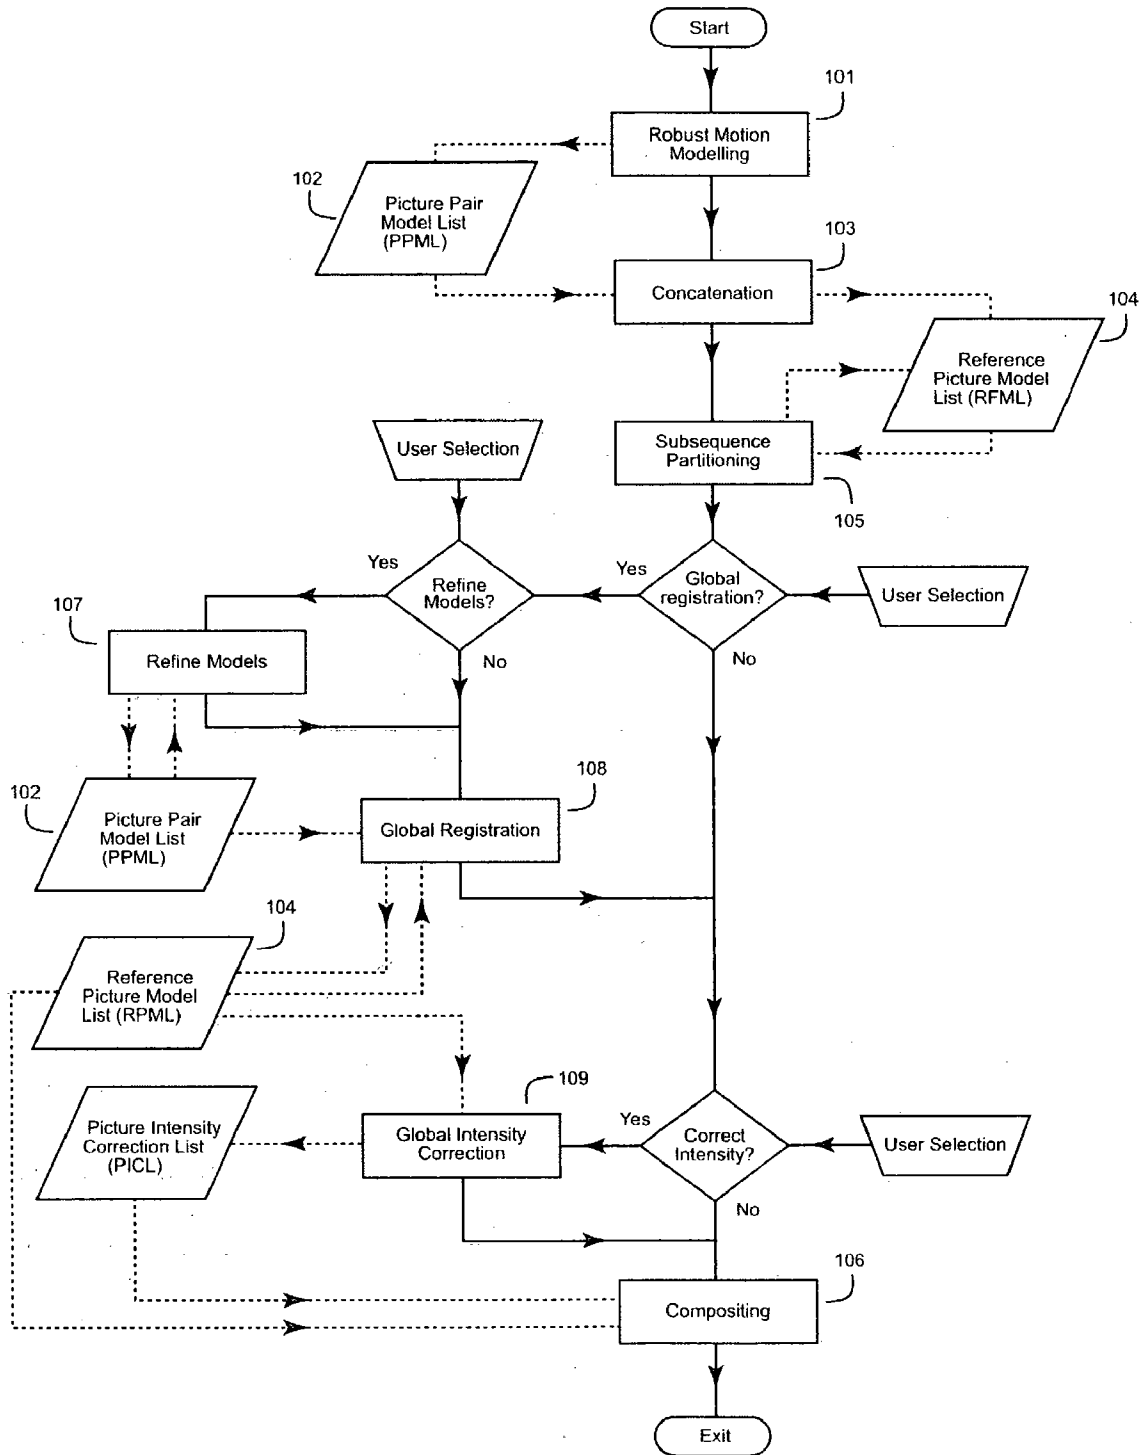 Start
101
Robust Motion
Modelling
102
Picture Pair
Model List
(PPML)
103
Concatenation
104
Reference
Picture Model
List (RFML)
User Selection
Subsequence
Partitioning
105
Yes
Refine
Models?
Yes
Global
registration?
User Selection
107
Refine Models
No
No
102
Picture Pair
Model List
(PPML)
108
Global Registration
104
Reference
Picture Model
List (RPML)
109
Picture Intensity
Correction List
(PICL)
Global Intensity
Correction
Yes
Correct
Intensity?
User Selection
No
106
Compositing
Exit